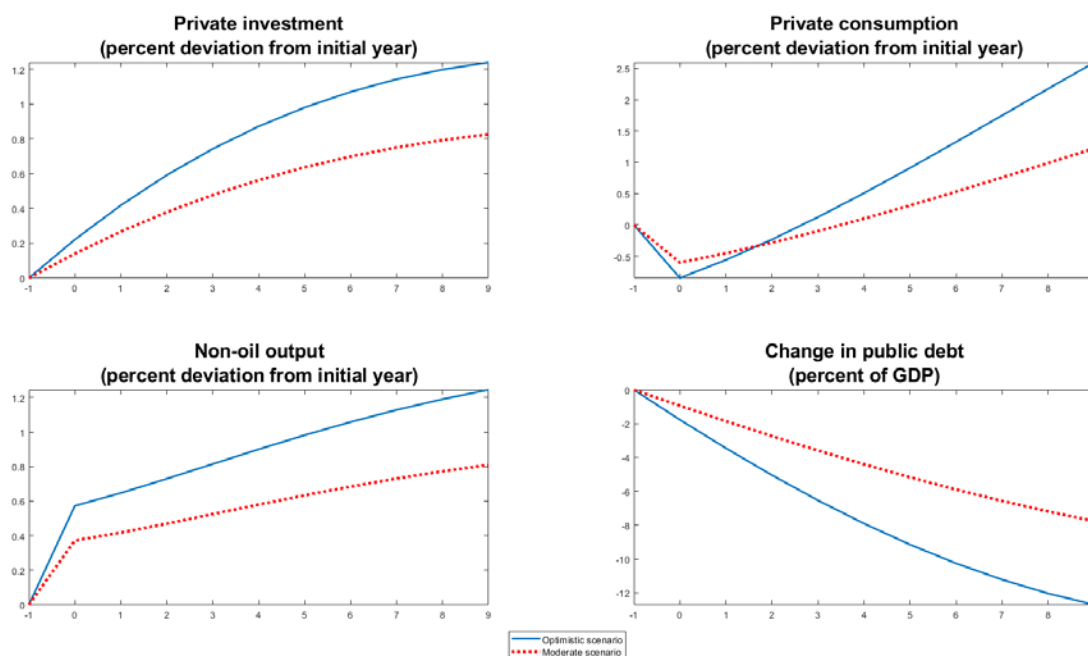 Private investment
(percent deviation from initial year)
1.2
1
0.8
0.6
0.4
0.2
0
-1 0 1 2 3 4 5 6 7 8 9
Private consumption
(percent deviation from initial year)
2.5
2
1.5
1
0.5
0
-0.5
-1 0 1 2 3 4 5 6 7 8
Non-oil output
(percent deviation from initial year)
1.2
1
0.8
0.6
0.4
0.2
0
-1 0 1 2 3 4 5 6 7 8 9
Change in public debt
(percent of GDP)
0
-2
-4
-6
-8
-10
-12
-1 0 1 2 3 4 5 6 7 8
Optimistic scenario
Moderate scenario